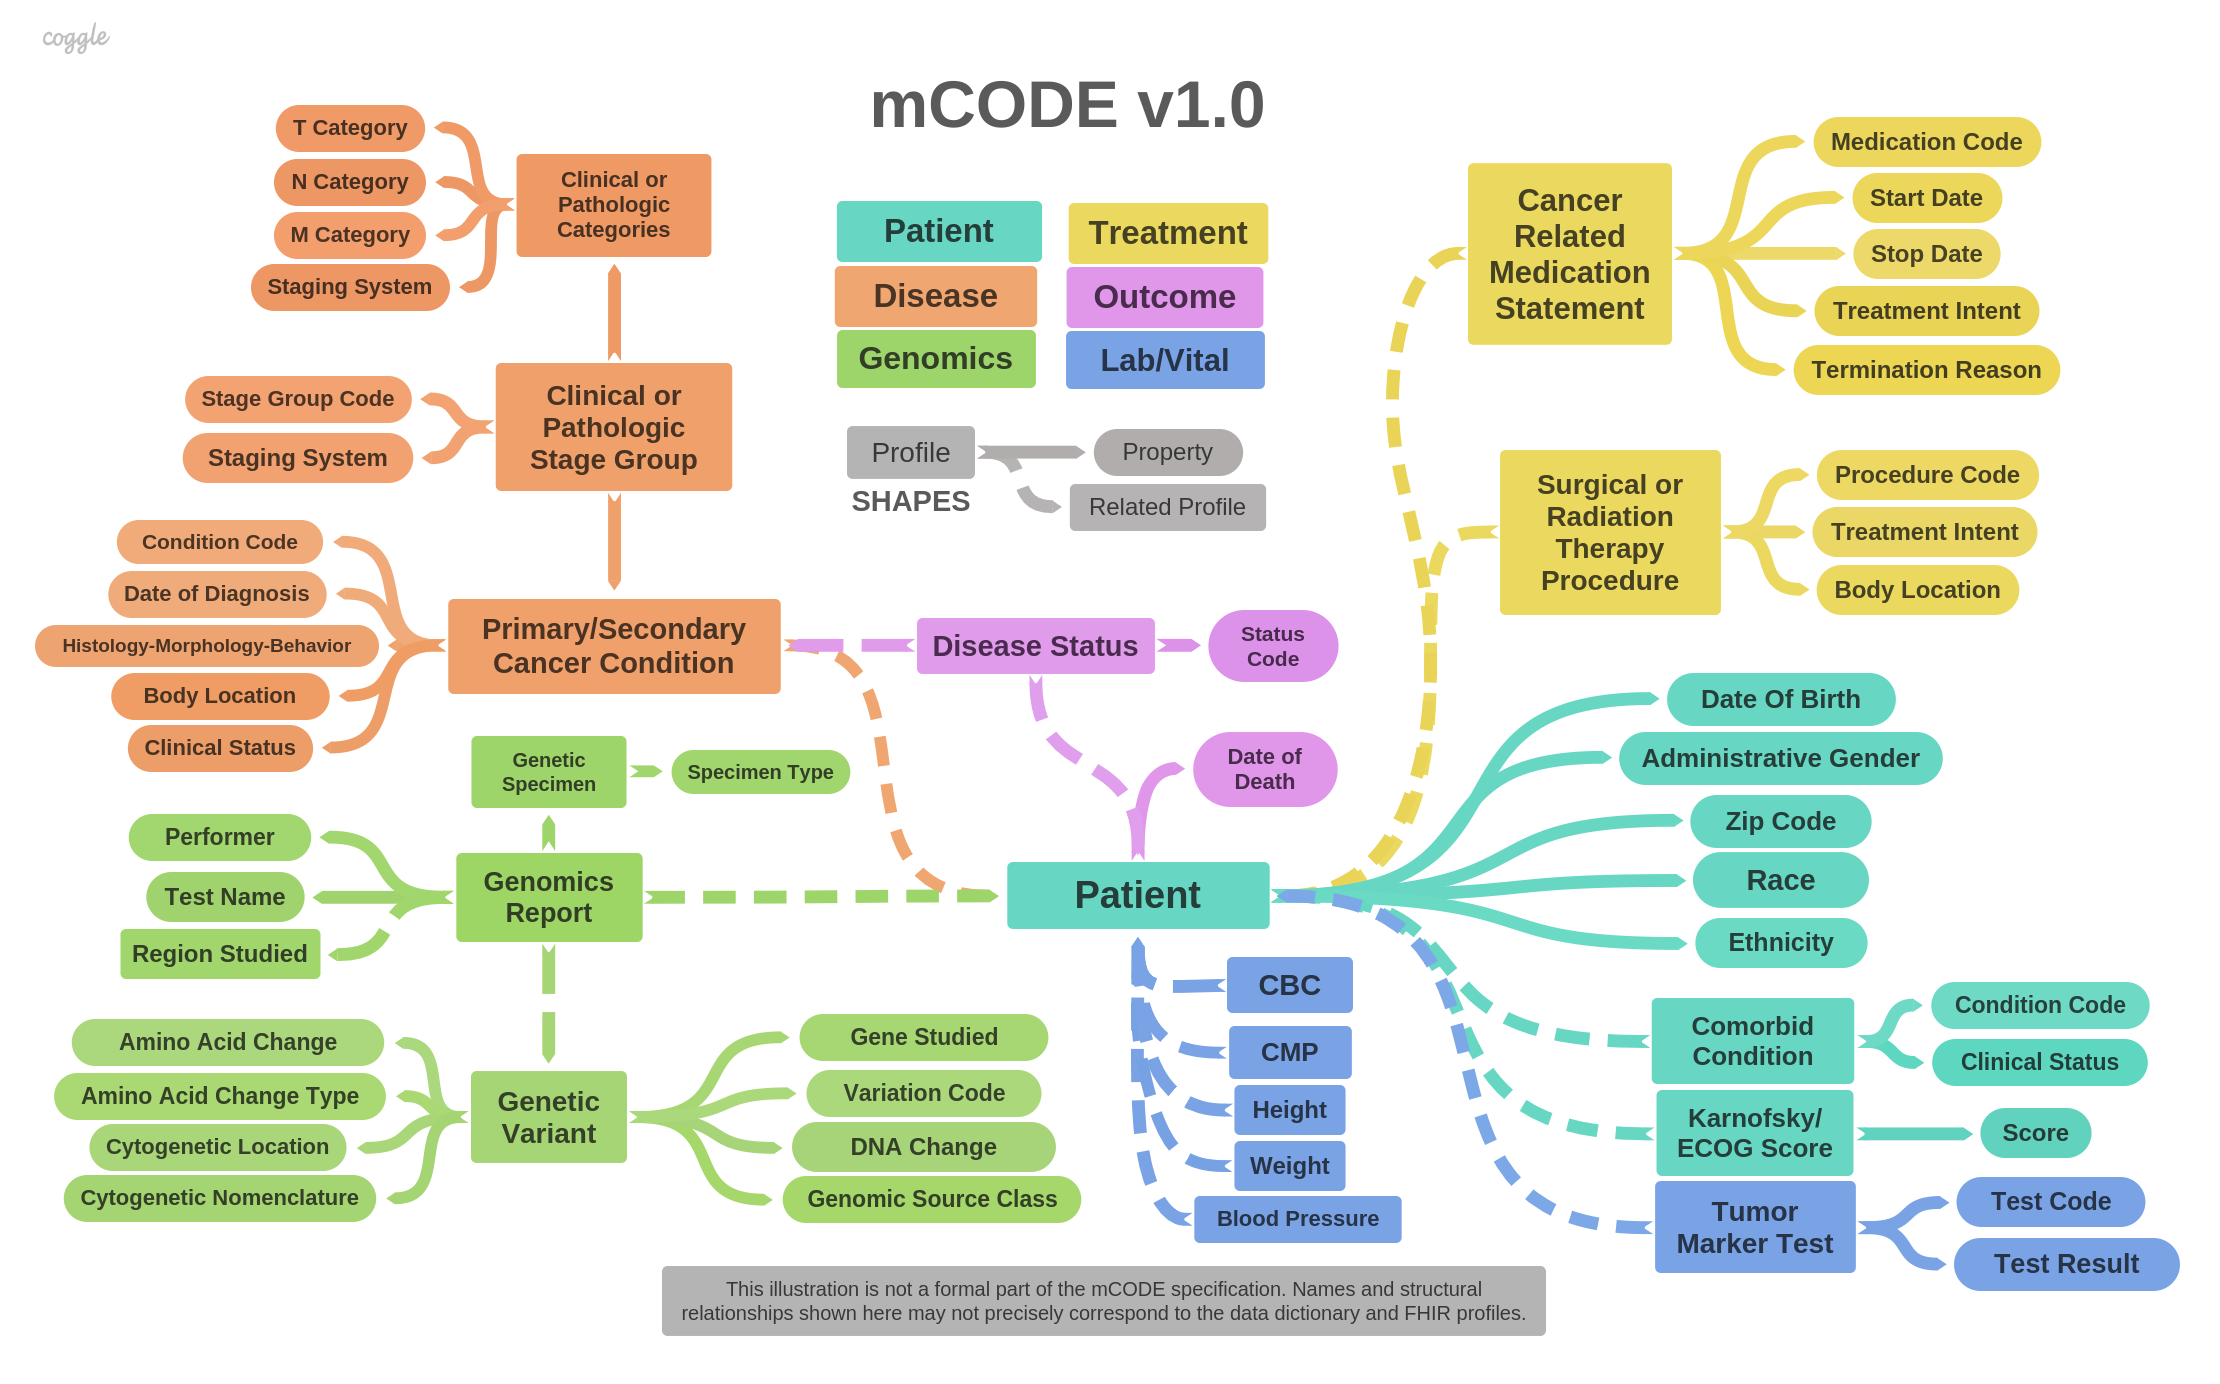 coggle
mCODE v1.0
T Category
N Category
M Category
Staging System
Clinical or
Pathologic
Categories
Stage Group Code
Staging System
Clinical or
Pathologic
Stage Group
Condition Code
Date of Diagnosis
Histology-Morphology-Behavior
Body Location
Clinical Status
Primary/Secondary
Cancer Condition
Patient
Treatment
Disease
Outcome
Genomics
Lab/Vital
Profile
Property
SHAPES
Related Profile
Cancer
Related
Medication
Statement
Medication Code
Start Date
Stop Date
Treatment Intent
Termination Reason
Surgical or
Radiation
Therapy
Procedure
Procedure Code
Treatment Intent
Body Location
Disease Status
Status
Code
Date of
Death
Genetic
Specimen
Specimen Type
Performer
Test Name
Region Studied
Genomics
Report
Patient
Date Of Birth
Administrative Gender
Zip Code
Race
Ethnicity
Amino Acid Change
Amino Acid Change Type
Cytogenetic Location
Cytogenetic Nomenclature
Genetic
Variant
Gene Studied
Variation Code
DNA Change
Genomic Source Class
CBC
CMP
Height
Weight
Blood Pressure
Comorbid
Condition
Condition Code
Clinical Status
Karnofsky/
ECOG Score
Score
Tumor
Marker Test
Test Code
Test Result
This illustration is not a formal part of the mCODE specification. Names and structural
relationships shown here may not precisely correspond to the data dictionary and FHIR profiles.